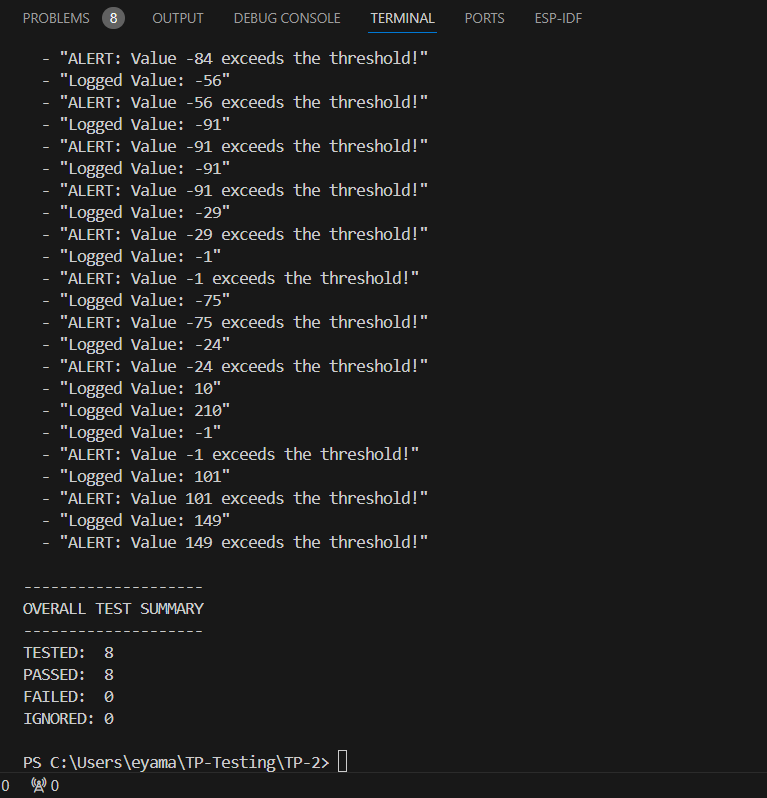 PROBLEMS 8 OUTPUT DEBUG CONSOLE TERMINAL PORTS ESP-IDF
- "ALERT: Value -84 exceeds the threshold!"
- "Logged Value: -56"
- "ALERT: Value -56 exceeds the threshold!"
- "Logged Value: -91"
- "ALERT: Value -91 exceeds the threshold!"
- "Logged Value: -91"
- "ALERT: Value -91 exceeds the threshold!"
- "Logged Value: -29"
- "ALERT: Value -29 exceeds the threshold!"
- "Logged Value: -1"
- "ALERT: Value -1 exceeds the threshold!"
- "Logged Value: -75"
- "ALERT: Value -75 exceeds the threshold!"
- "Logged Value: -24"
- "ALERT: Value -24 exceeds the threshold!"
- "Logged Value: 10"
- "Logged Value: 210"
- "Logged Value: -1"
- "ALERT: Value -1 exceeds the threshold!"
- "Logged Value: 101"
- "ALERT: Value 101 exceeds the threshold!"
- "Logged Value: 149"
- "ALERT: Value 149 exceeds the threshold!"
--------------------
OVERALL TEST SUMMARY
--------------------
TESTED: 8
PASSED: 8
FAILED: 0
IGNORED: 0
PS C:\Users\eyama\TP-Testing\TP-2>
0 0